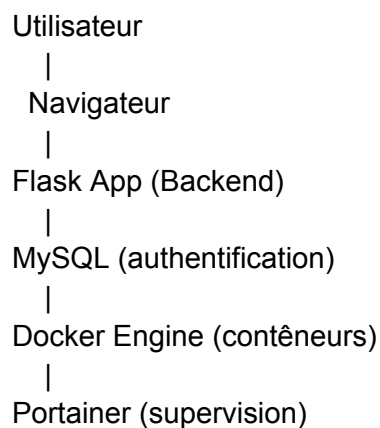 Utilisateur
|
Navigateur
|
Flask App (Backend)
|
MySQL (authentification)
|
Docker Engine (contêneurs)
|
Portainer (supervision)